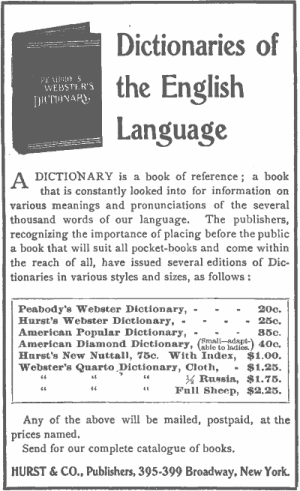 PEABODY'S
WEBSTER'S
DICTIONARY.
Dictionaries of
the English
Language
A DICTIONARY is a book of reference; a book
that is constantly looked into for information on
various meanings and pronunciations of the several
thousand words of our language. The publishers,
recognizing the importance of placing before the public
a book that will suit all pocket-books and come within
the reach of all, have issued several editions of Dic-
tionaries in various styles and sizes, as follows:
Peabody's Webster Dictionary, - - - 20c.
Hurst's Webster Dictionary, - - - - 25c.
American Popular Dictionary, - - - 35c.
American Diamond Dictionary, (Small—adapt-able to ladies.) 40c.
Hurst's New Nuttall, 75c. With Index, $1.00.
Webster's Quarto Dictionary, Cloth, - $1.25.
" " " ½ Russia, $1.75.
" " " Full Sheep, $2.25.
Any of the above will be mailed, postpaid, at the
prices named.
Send for our complete catalogue of books.
HURST & CO., Publishers, 395-399 Broadway, New York.